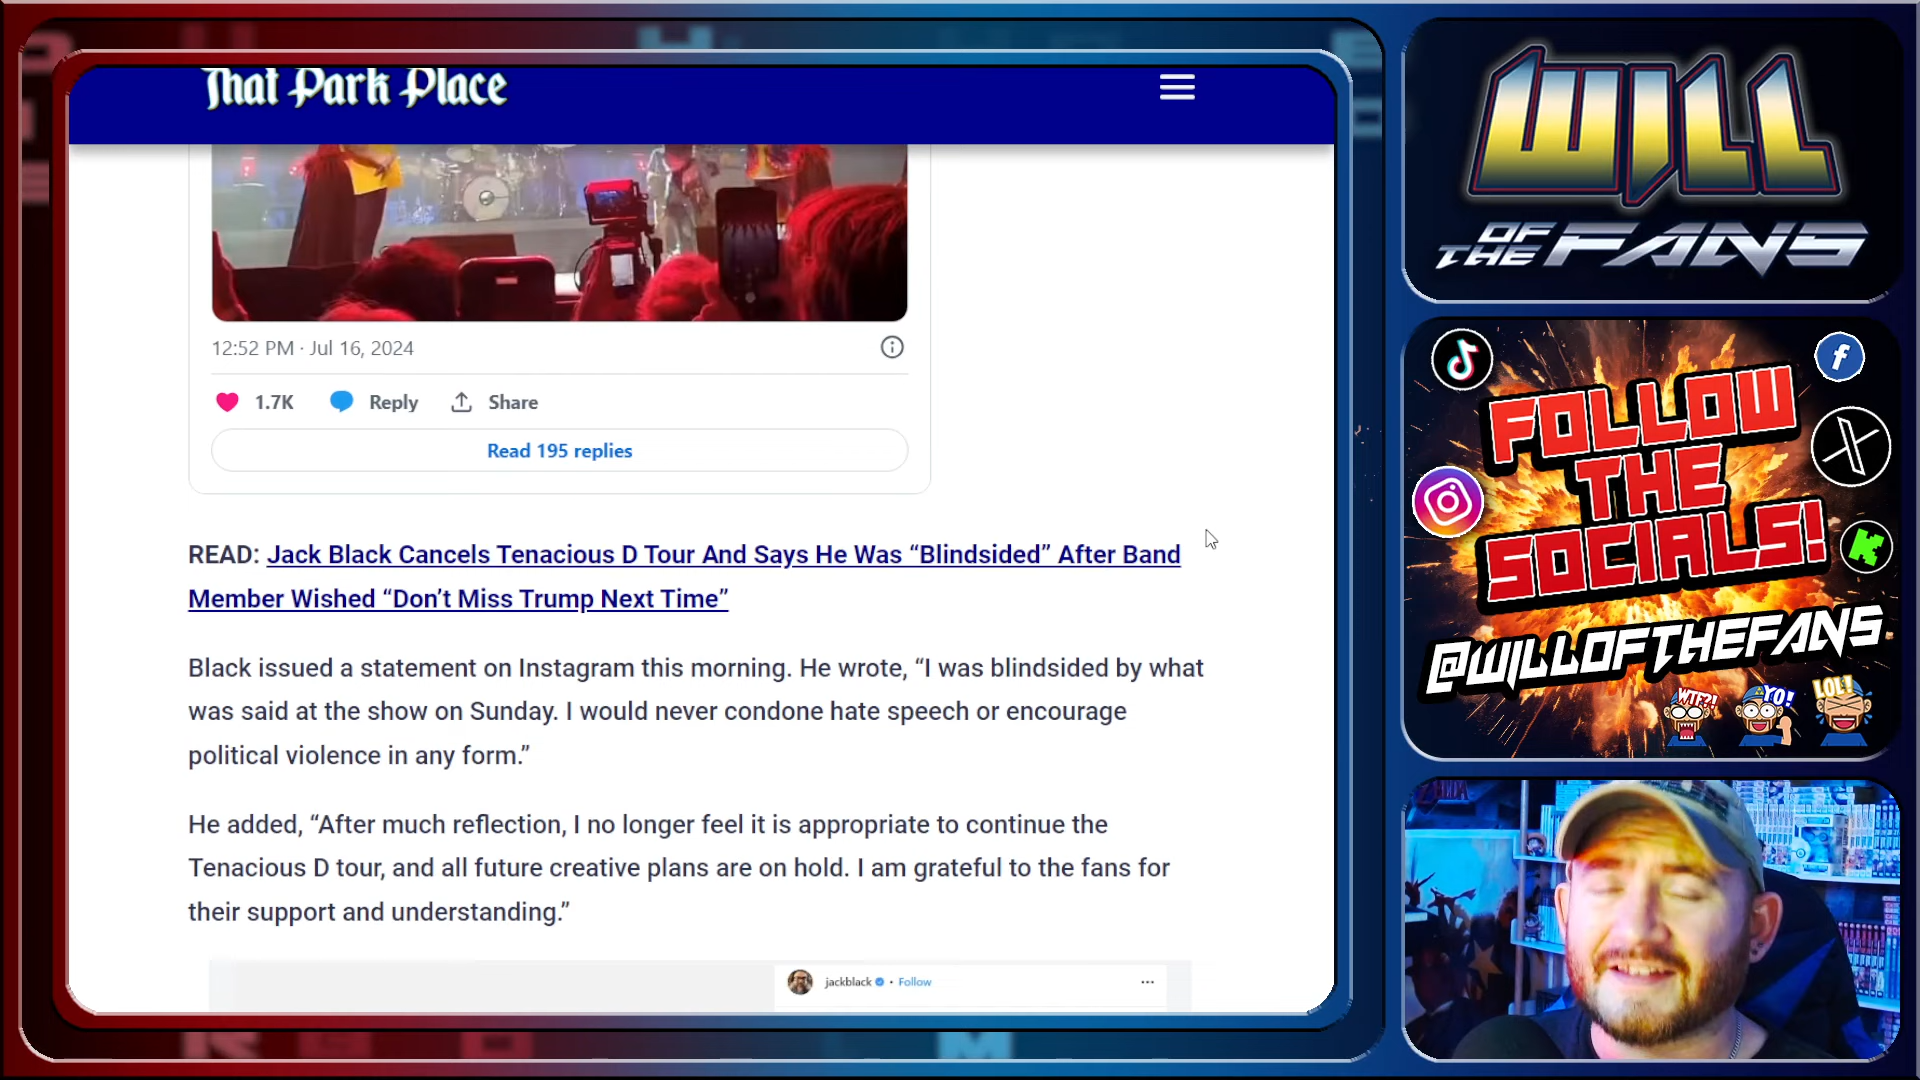 That Park Place
12:52 PM · Jul 16, 2024
1.7K Reply Share
Read 195 replies
READ: Jack Black Cancels Tenacious D Tour And Says He Was “Blindsided” After Band
Member Wished “Don’t Miss Trump Next Time”
Black issued a statement on Instagram this morning. He wrote, “I was blindsided by what
was said at the show on Sunday. I would never condone hate speech or encourage
political violence in any form.”
He added, “After much reflection, I no longer feel it is appropriate to continue the
Tenacious D tour, and all future creative plans are on hold. I am grateful to the fans for
their support and understanding.”
jackblack • Follow
WILL
OF
THE FANS
FOLLOW
THE
SOCIALS!
@WILLOFTHEFANS
WTF?! YO! LOL!